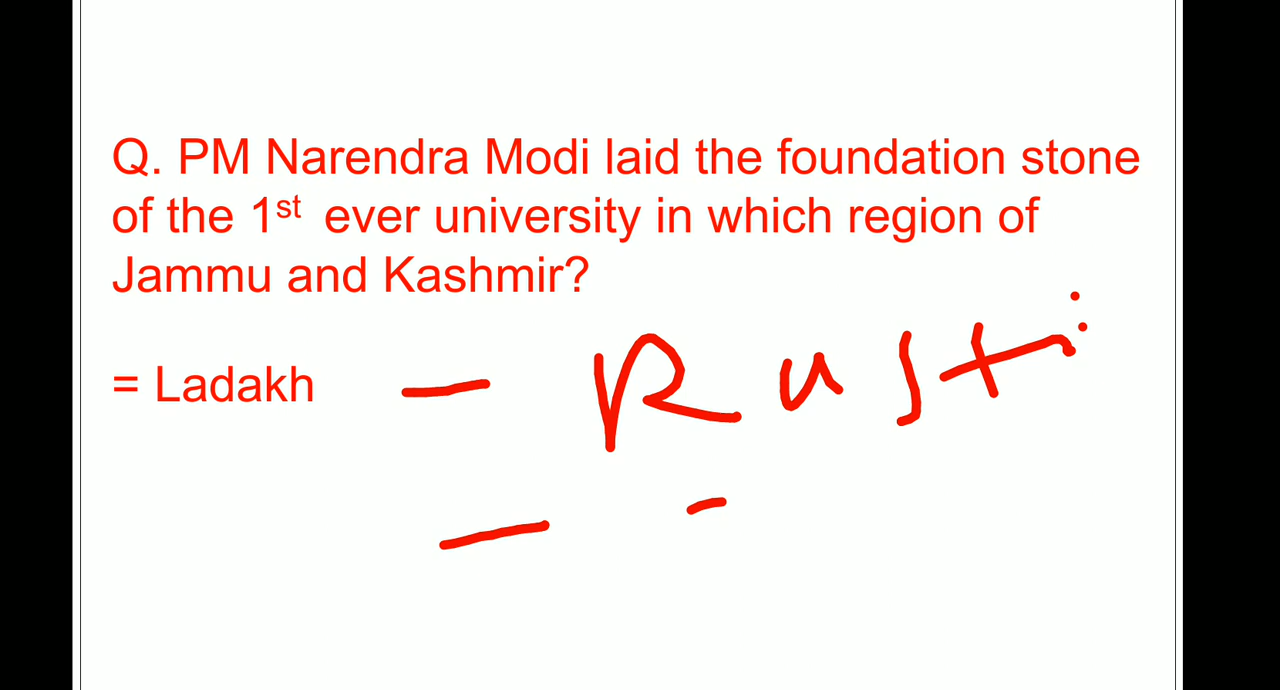 Q. PM Narendra Modi laid the foundation stone
of the 1st ever university in which region of
Jammu and Kashmir?
= Ladakh